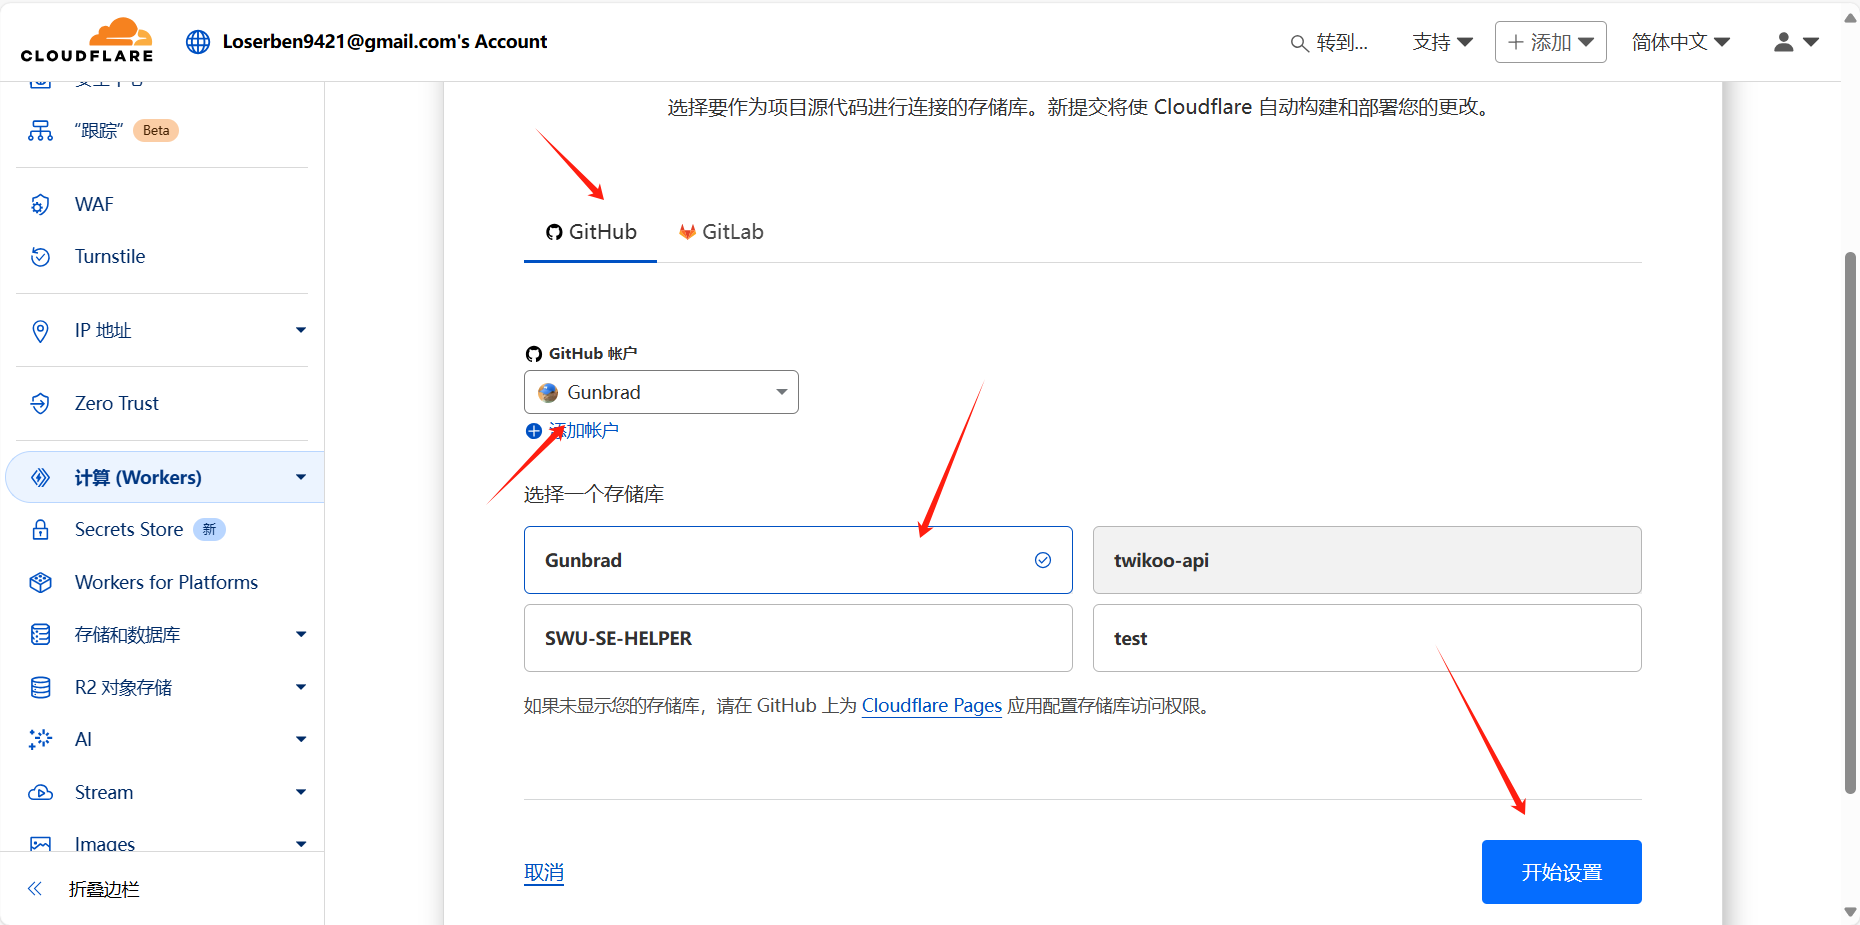 CLOUDFLARE
Loserben9421@gmail.com's Account
转到...
支持
添加
简体中文
安全中心
“跟踪” Beta
WAF
Turnstile
IP 地址
Zero Trust
计算 (Workers)
Secrets Store 新
Workers for Platforms
存储和数据库
R2 对象存储
AI
Stream
Images
折叠边栏
选择要作为项目源代码进行连接的存储库。新提交将使 Cloudflare 自动构建和部署您的更改。
GitHub
GitLab
GitHub 帐户
Gunbrad
添加帐户
选择一个存储库
Gunbrad
twikoo-api
SWU-SE-HELPER
test
如果未显示您的存储库，请在 GitHub 上为 Cloudflare Pages 应用配置存储库访问权限。
取消
开始设置